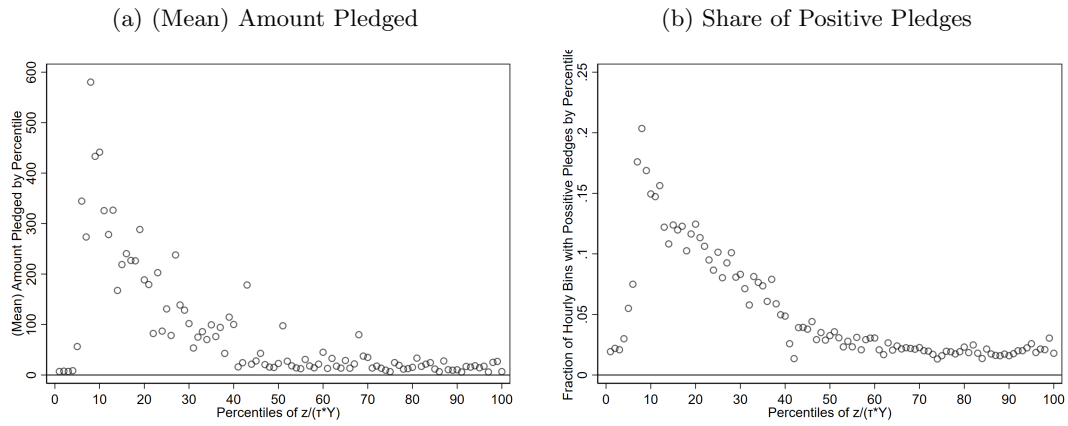 (a) (Mean) Amount Pledged
(Mean) Amount Pledged by Percentile
600
500
400
300
200
100
0
0 10 20 30 40 50 60 70 80 90 100
Percentiles of z/(τ*Y)
(b) Share of Positive Pledges
Fraction of Hourly Bins with Possitive Pledges by Percentile
.25
.2
.15
.1
.05
0
0 10 20 30 40 50 60 70 80 90 100
Percentiles of z/(τ*Y)